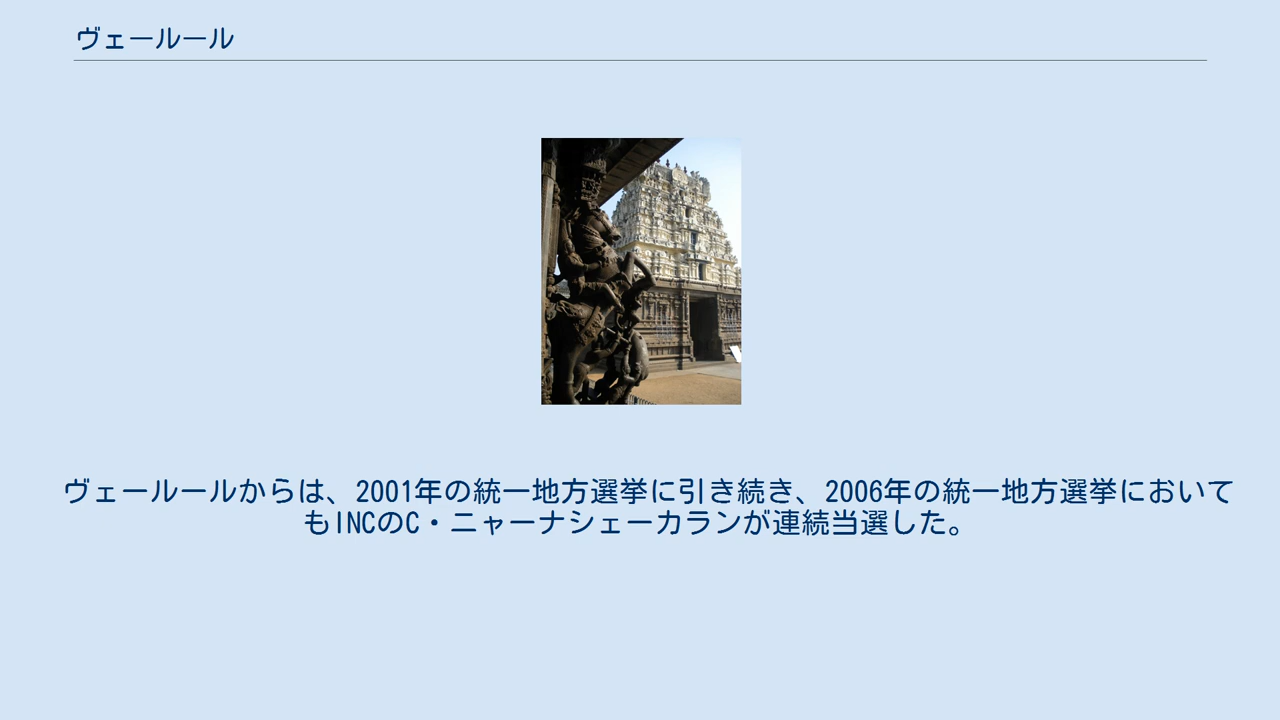 ヴェールール
ヴェールールからは、2001年の統一地方選挙に引き続き、2006年の統一地方選挙において
もINCのC・ニャーナシェーカランが連続当選した。